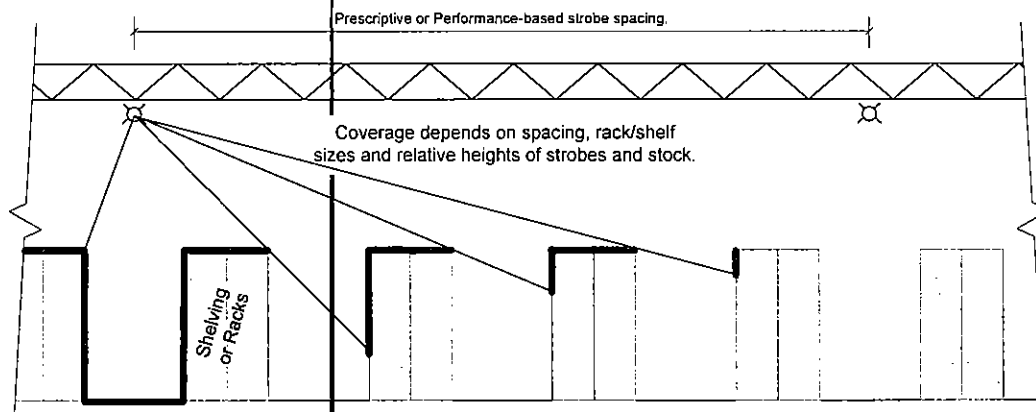 Prescriptive or Performance-based strobe spacing.
Coverage depends on spacing, rack/shelf
sizes and relative heights of strobes and stock.
Shelving
or Racks